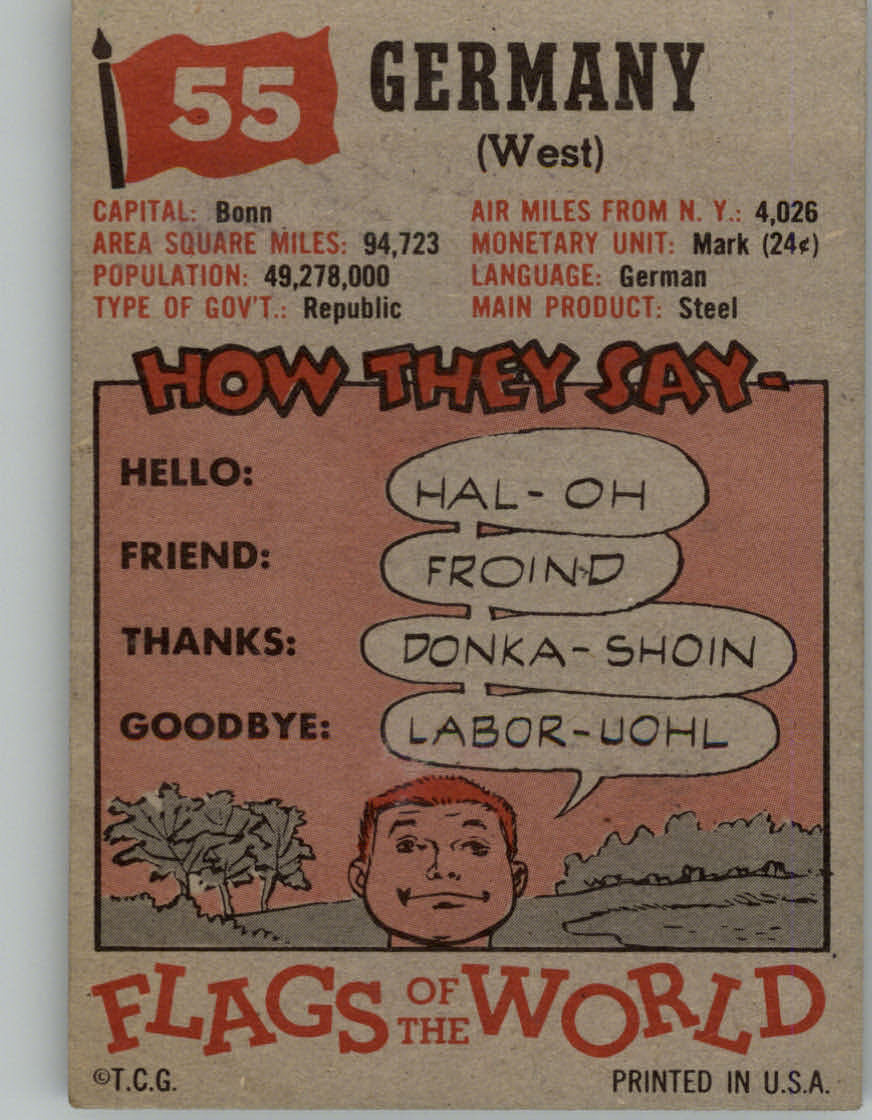 55
GERMANY
(West)
CAPITAL: Bonn
AREA SQUARE MILES: 94,723
POPULATION: 49,278,000
TYPE OF GOV'T.: Republic
AIR MILES FROM N. Y.: 4,026
MONETARY UNIT: Mark (24¢)
LANGUAGE: German
MAIN PRODUCT: Steel
HOW THEY SAY-
HELLO: HAL-OH
FRIEND: FROIND
THANKS: DONKA-SHOIN
GOODBYE: LABOR-UOHL
FLAGS OF THE WORLD
©T.C.G.
PRINTED IN U.S.A.